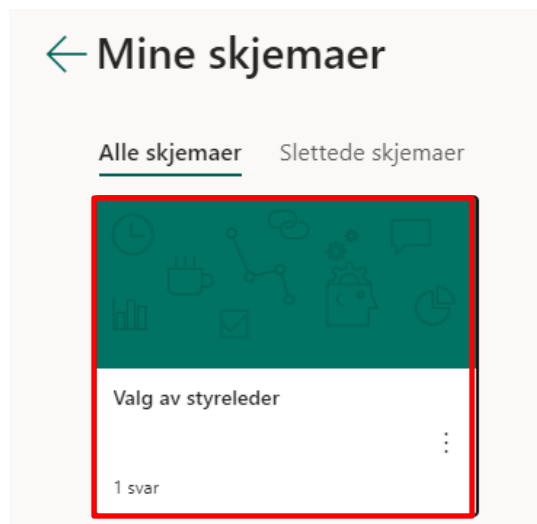 Mine skjemaer
Alle skjemaer Slettede skjemaer
Valg av styreleder
1 svar